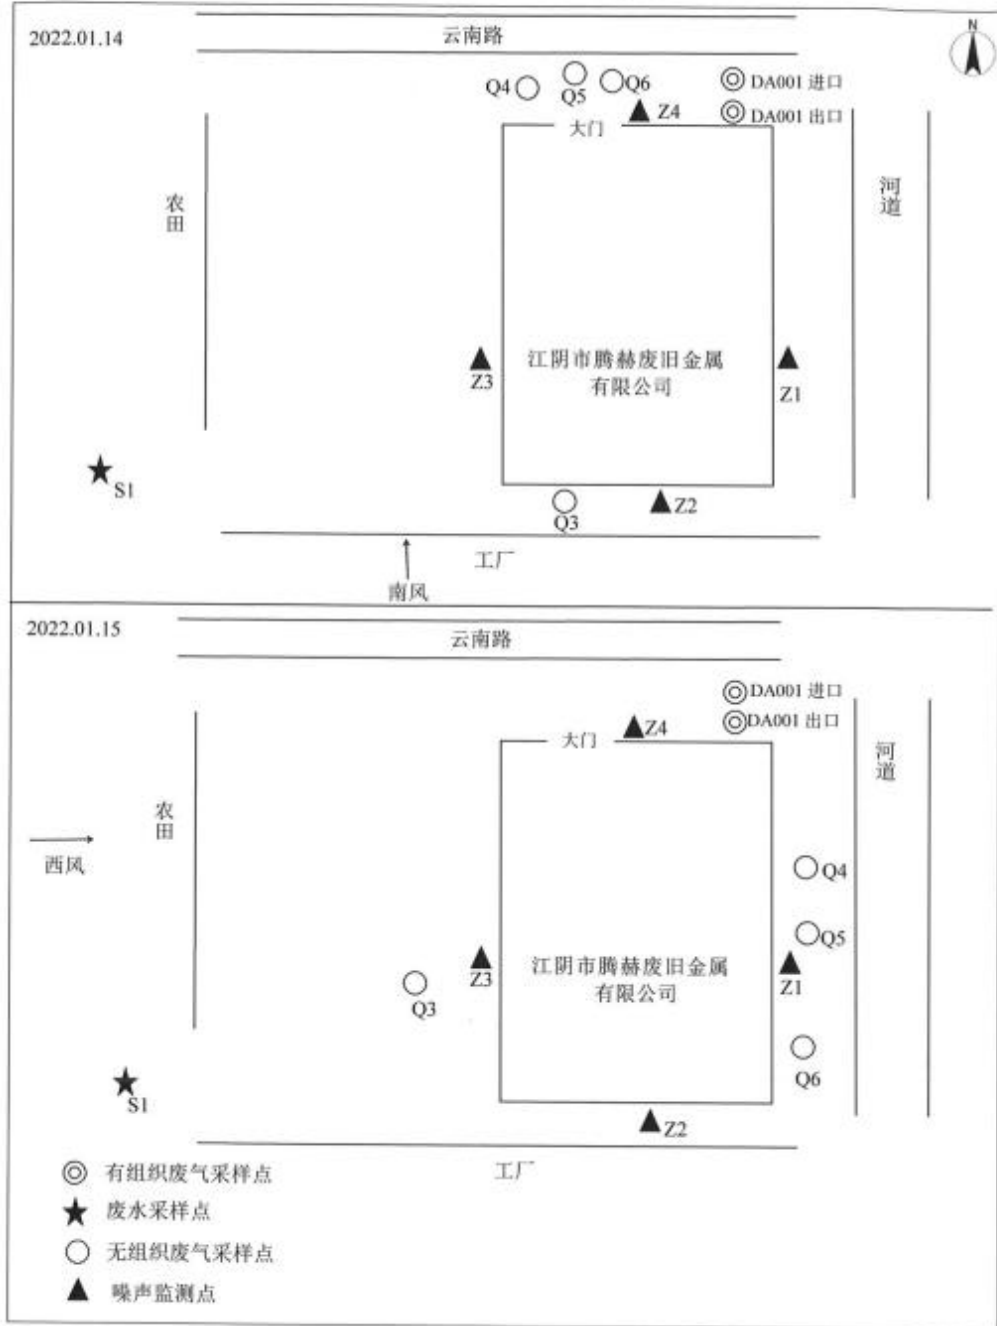 2022.01.14
云南路
N
Q4
Q5
Q6
DA001 进口
Z4
DA001 出口
大门
农田
河道
江阴市腾赫废旧金属
有限公司
Z3
Z1
S1
Q3
Z2
工厂
南风
2022.01.15
云南路
DA001 进口
Z4
DA001 出口
大门
河道
农田
西风
Q4
Q5
江阴市腾赫废旧金属
有限公司
Z3
Z1
Q3
Q6
S1
Z2
工厂
有组织废气采样点
废水采样点
无组织废气采样点
噪声监测点